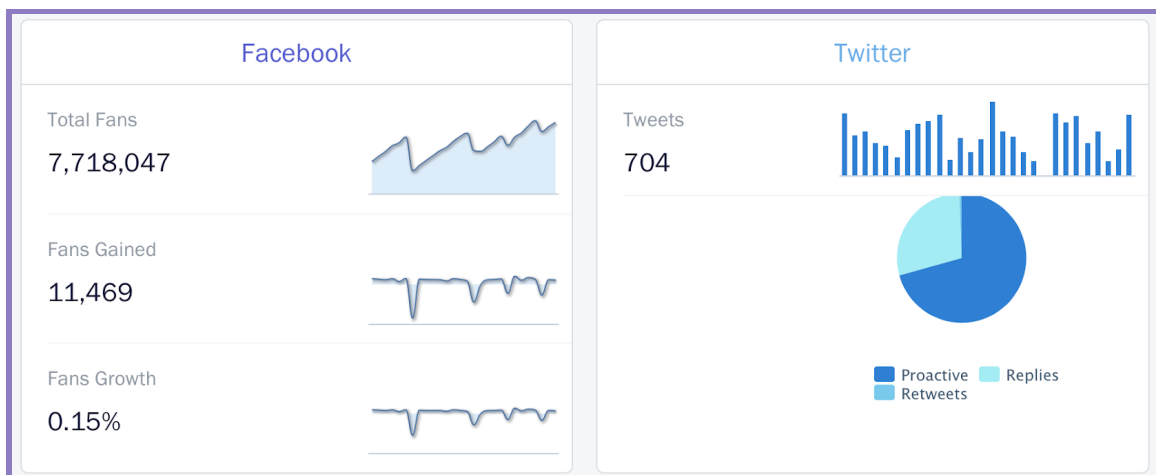 Facebook
Total Fans
7,718,047
Fans Gained
11,469
Fans Growth
0.15%
Twitter
Tweets
704
Proactive
Replies
Retweets